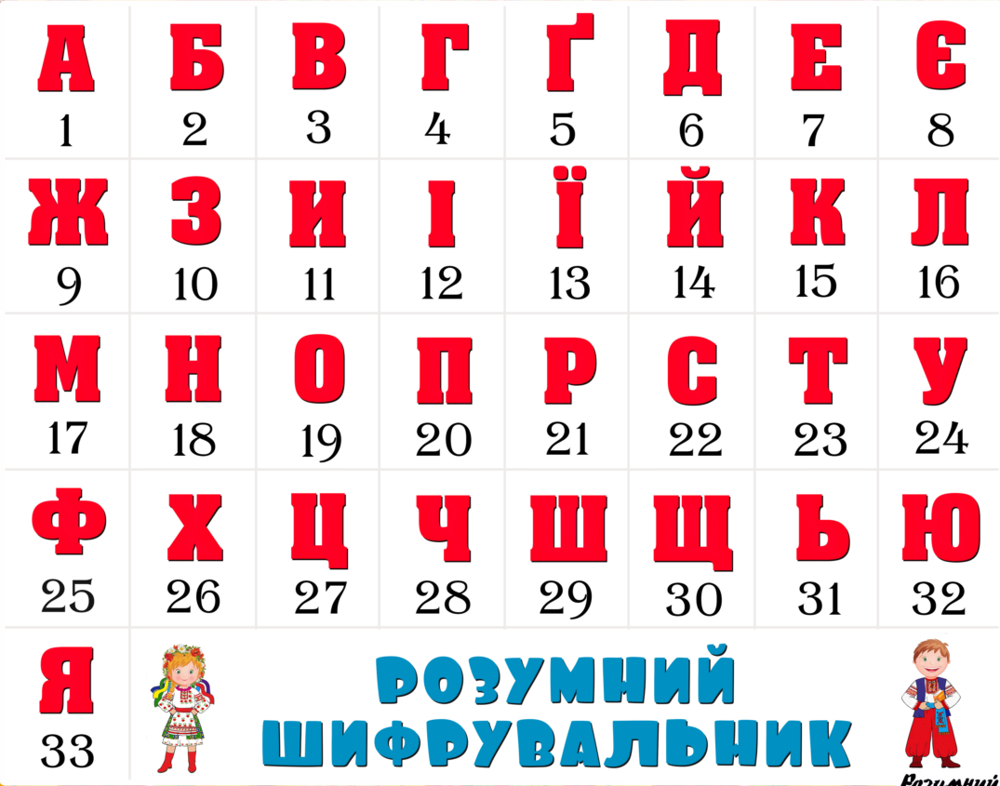 А Б В Г Ґ Д Е Є
1 2 3 4 5 6 7 8
Ж З И І Ї Й К Л
9 10 11 12 13 14 15 16
М Н О П Р С Т У
17 18 19 20 21 22 23 24
Ф Х Ц Ч Ш Щ Ь Ю
25 26 27 28 29 30 31 32
Я
33
РОЗУМНИЙ
ШИФРУВАЛЬНИК
Розумний